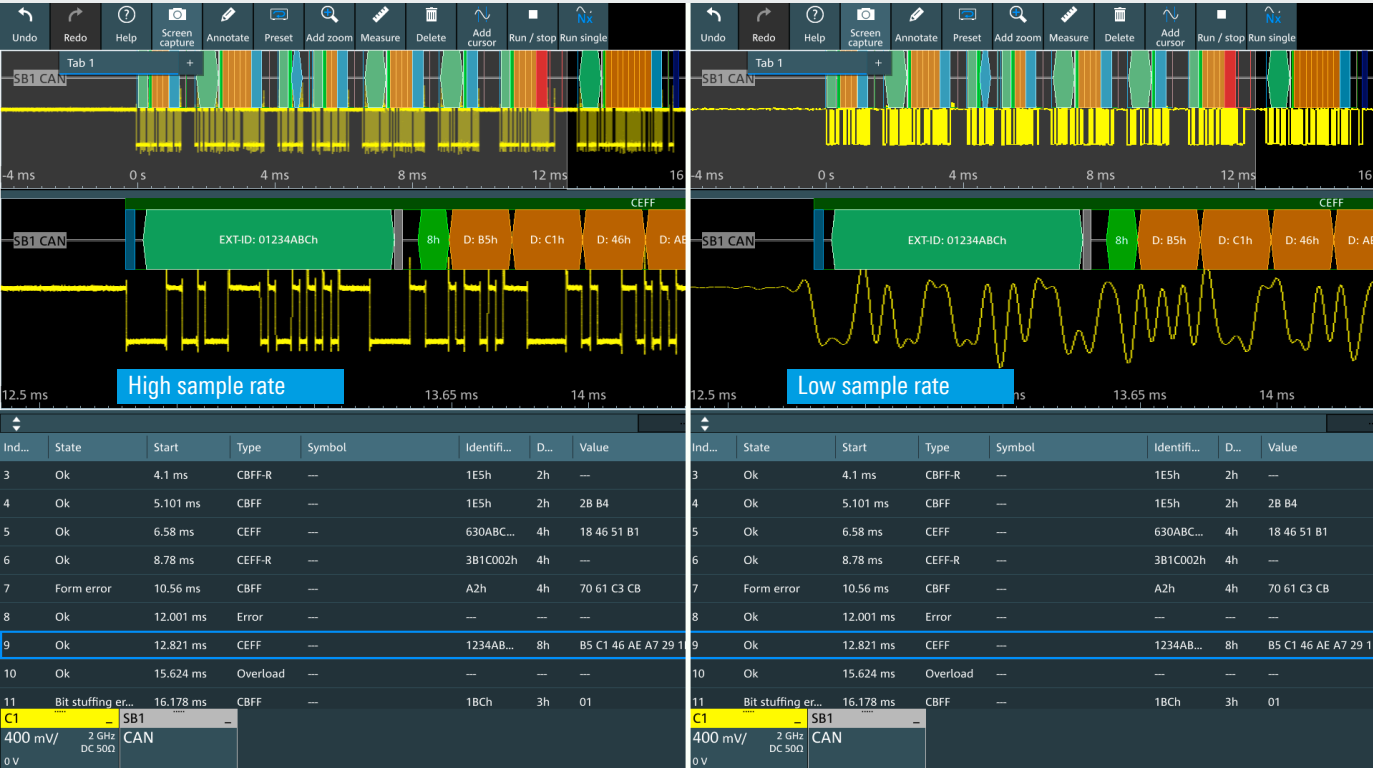 Undo Redo Help Screen capture Annotate Preset Add zoom Measure Delete Add cursor Run / stop Run single
Tab 1 +
SB1 CAN
-4 ms 0 s 4 ms 8 ms 12 ms 16
CEFF
SB1 CAN EXT-ID: 01234ABCh 8h D: B5h D: C1h D: 46h D: AE
High sample rate
12.5 ms 13.65 ms 14 ms
Ind... State Start Type Symbol Identifi... D... Value
3 Ok 4.1 ms CBFF-R --- 1E5h 2h ---
4 Ok 5.101 ms CBFF --- 1E5h 2h 2B B4
5 Ok 6.58 ms CEFF --- 630ABC... 4h 18 46 51 B1
6 Ok 8.78 ms CEFF-R --- 3B1C002h 4h ---
7 Form error 10.56 ms CBFF --- A2h 4h 70 61 C3 CB
8 Ok 12.001 ms Error --- --- --- ---
9 Ok 12.821 ms CEFF --- 1234AB... 8h B5 C1 46 AE A7 29
10 Ok 15.624 ms Overload --- --- --- ---
11 Bit stuffing er... 16.178 ms CBFF --- 1BCh 3h 01
C1 SB1
400 mV/ 2 GHz CAN
DC 50Ω
0 V
Undo Redo Help Screen capture Annotate Preset Add zoom Measure Delete Add cursor Run / stop Run single
Tab 1 +
SB1 CAN
-4 ms 0 s 4 ms 8 ms 12 ms 16
CEFF
SB1 CAN EXT-ID: 01234ABCh 8h D: B5h D: C1h D: 46h D: AE
Low sample rate
12.5 ms ns 13.65 ms 14 ms
Ind... State Start Type Symbol Identifi... D... Value
3 Ok 4.1 ms CBFF-R --- 1E5h 2h ---
4 Ok 5.101 ms CBFF --- 1E5h 2h 2B B4
5 Ok 6.58 ms CEFF --- 630ABC... 4h 18 46 51 B1
6 Ok 8.78 ms CEFF-R --- 3B1C002h 4h ---
7 Form error 10.56 ms CBFF --- A2h 4h 70 61 C3 CB
8 Ok 12.001 ms Error --- --- --- ---
9 Ok 12.821 ms CEFF --- 1234AB... 8h B5 C1 46 AE A7 29
10 Ok 15.624 ms Overload --- --- --- ---
11 Bit stuffing er... 16.178 ms CBFF --- 1BCh 3h 01
C1 SB1
400 mV/ 2 GHz CAN
DC 50Ω
0 V